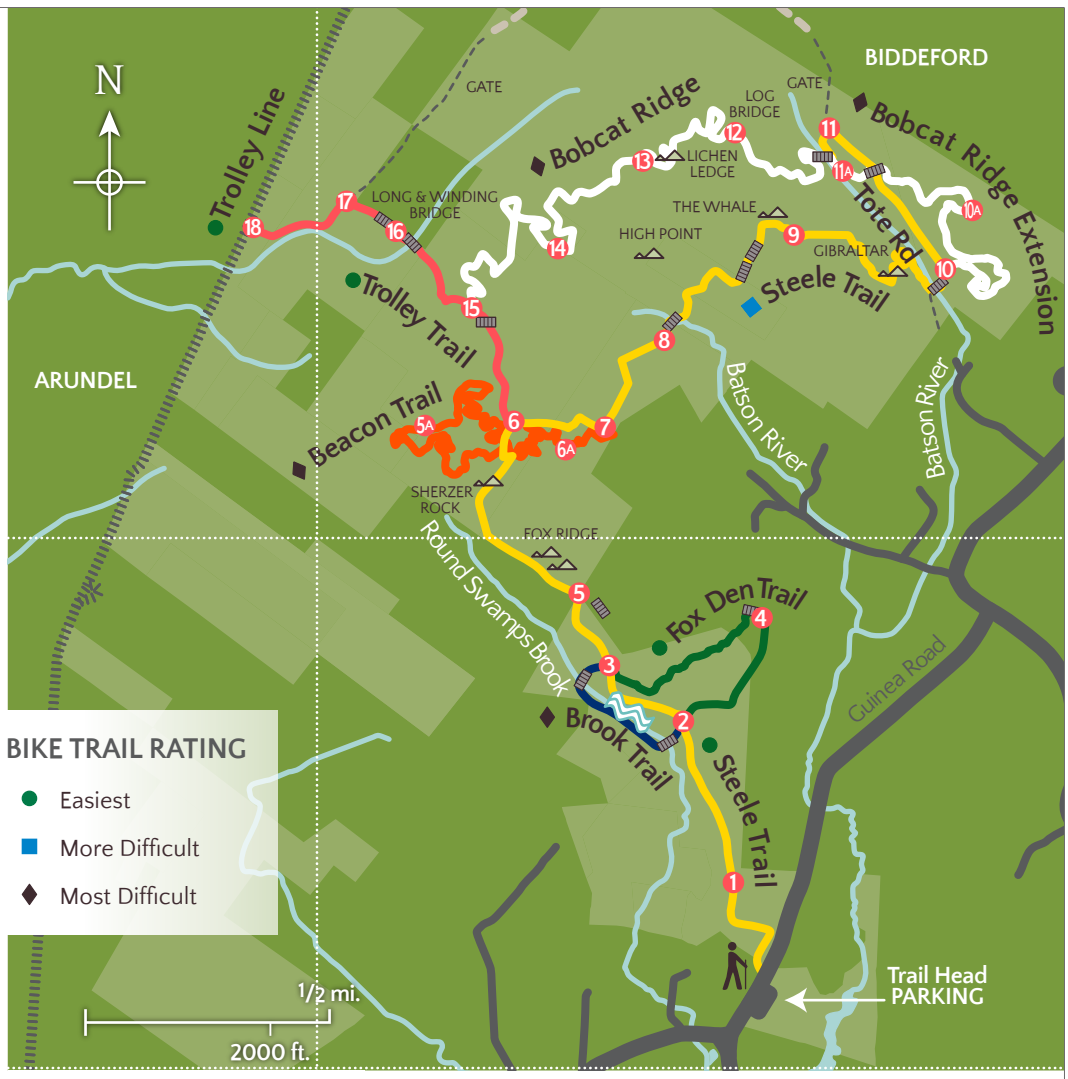 N
GATE
BIDDEFORD
GATE
LOG
BRIDGE
Bobcat Ridge
Bobcat Ridge Extension
Trolley Line
11
12
13
LICHEN
LEDGE
11A
10A
17
LONG & WINDING
BRIDGE
18
16
THE WHALE
Tote Rd
14
HIGH POINT
9
GIBRALTAR
10
Steele Trail
Trolley Trail
15
8
ARUNDEL
Beacon Trail
5A
6
7
6A
Batson River
Batson River
SHERZER
ROCK
FOX RIDGE
Round Swamps Brook
5
Fox Den Trail
4
3
Guinea Road
2
Brook Trail
Steele Trail
1
BIKE TRAIL RATING
Easiest
More Difficult
Most Difficult
Trail Head
PARKING
1/2 mi.
2000 ft.